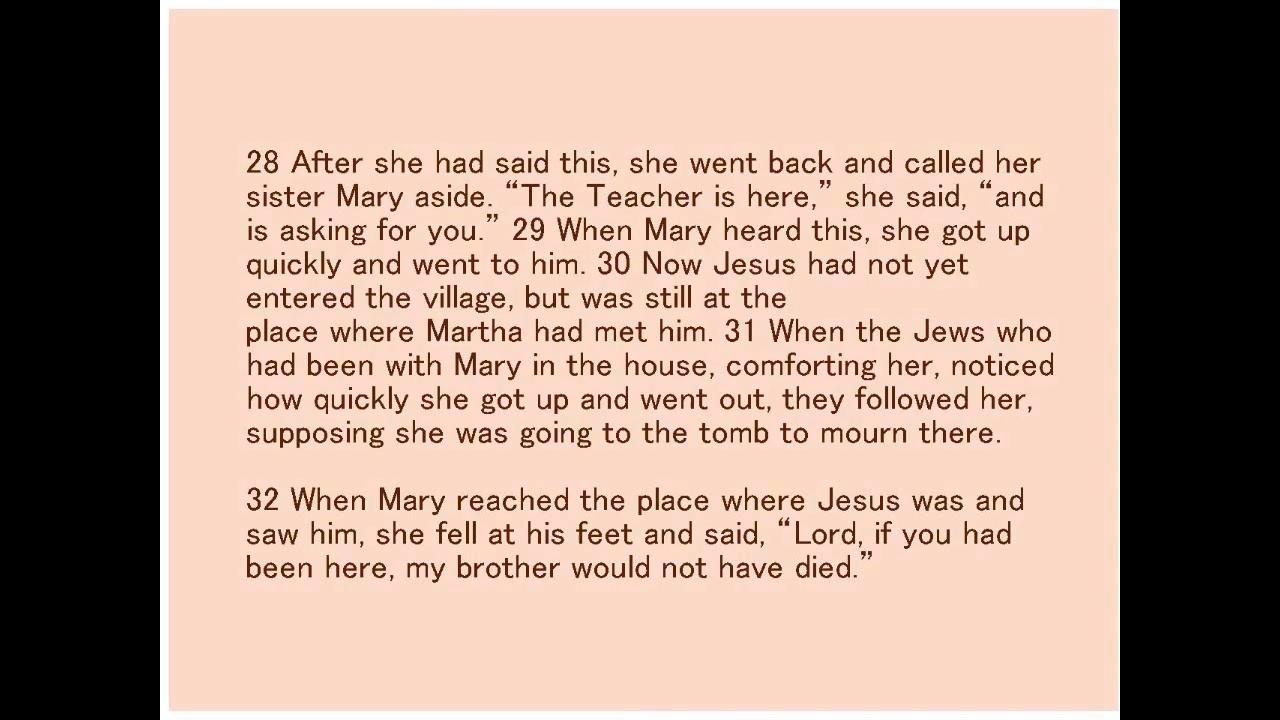 28 After she had said this, she went back and called her
sister Mary aside. “The Teacher is here,” she said, “and
is asking for you.” 29 When Mary heard this, she got up
quickly and went to him. 30 Now Jesus had not yet
entered the village, but was still at the
place where Martha had met him. 31 When the Jews who
had been with Mary in the house, comforting her, noticed
how quickly she got up and went out, they followed her,
supposing she was going to the tomb to mourn there.
32 When Mary reached the place where Jesus was and
saw him, she fell at his feet and said, “Lord, if you had
been here, my brother would not have died.”